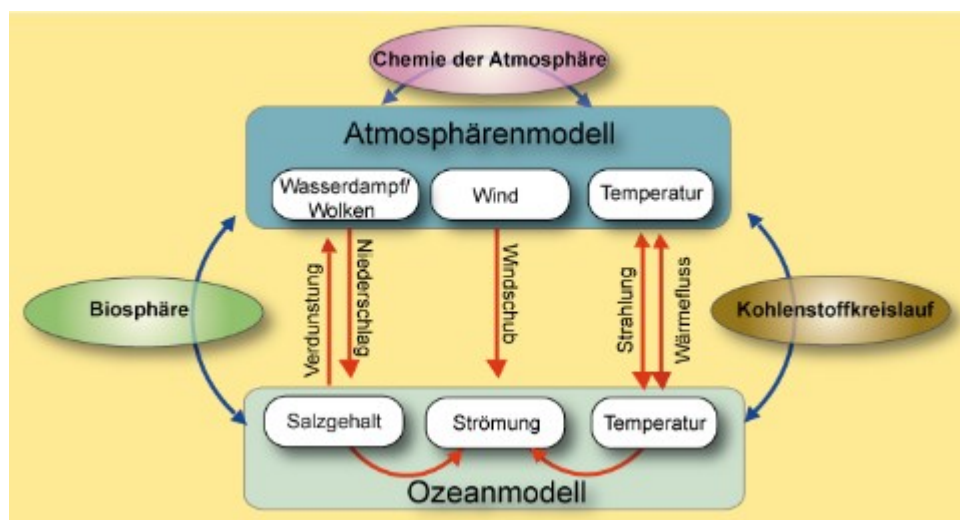 Chemie der Atmosphäre
Atmosphärenmodell
Wasserdampf/
Wolken
Wind
Temperatur
Verdunstung
Niederschlag
Windschub
Strahlung
Wärmefluss
Biosphäre
Kohlenstoffkreislauf
Salzgehalt
Strömung
Temperatur
Ozeanmodell